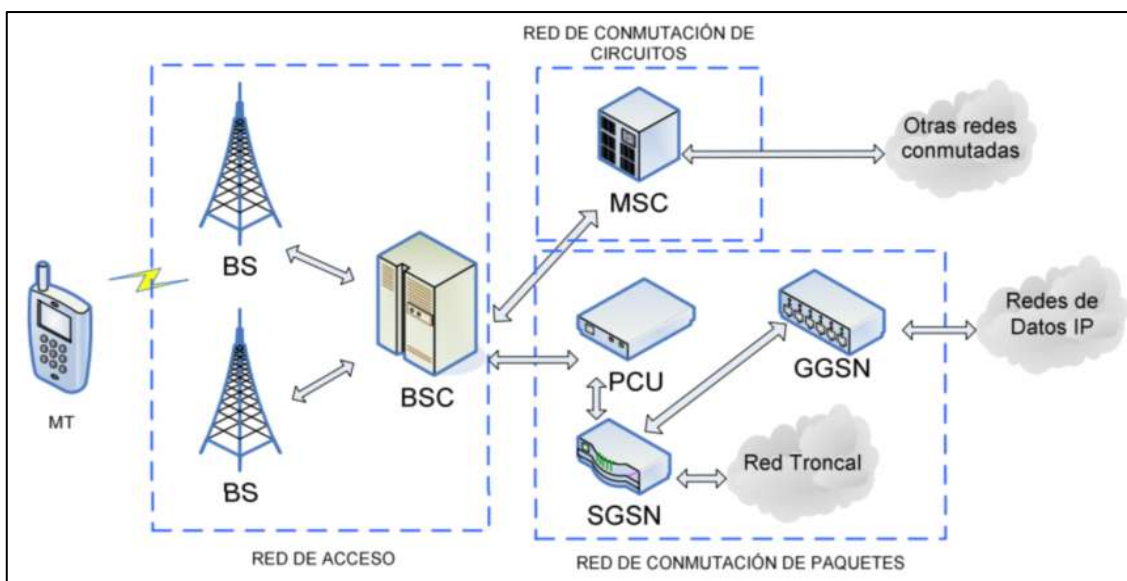 RED DE CONMUTACIÓN DE
CIRCUITOS
Otras redes
conmutadas
MSC
BS
Redes de
Datos IP
MT
BSC
PCU
GGSN
Red Troncal
BS
SGSN
RED DE ACCESO
RED DE CONMUTACIÓN DE PAQUETES